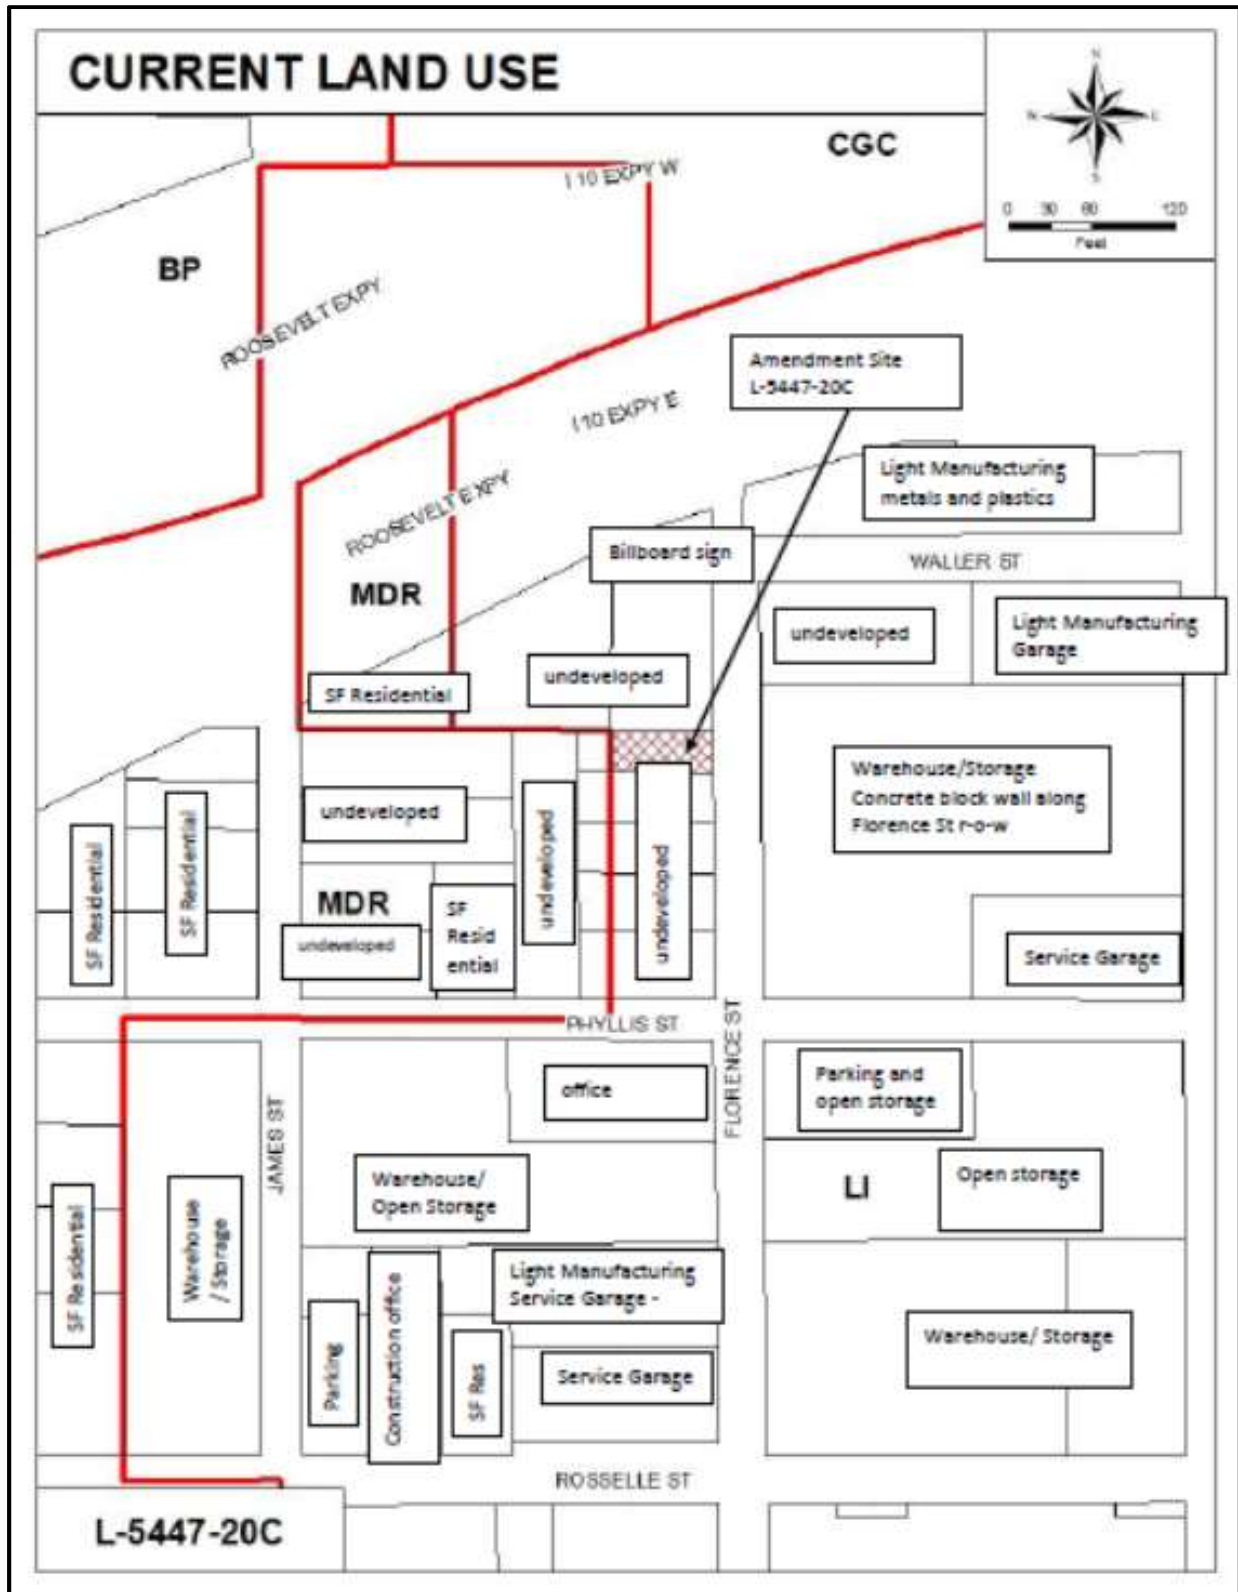 CURRENT LAND USE
N
W
E
S
0 30 60 120
Feet
CGC
I 10 EXPY W
BP
ROOSEVELT EXPY
Amendment Site
L-5447-20C
I 10 EXPY E
Light Manufacturing
metals and plastics
ROOSEVELT EXPY
Billboard sign
WALLER ST
MDR
undeveloped
Light Manufacturing
Garage
undeveloped
SF Residential
Warehouse/Storage
Concrete block wall along
Florence St r-o-w
undeveloped
SF Residential
SF Residential
undeveloped
undeveloped
MDR
SF
Resid
ential
undeveloped
Service Garage
PHYLLIS ST
FLORENCE ST
office
Parking and
open storage
JAMES ST
Warehouse/
Open Storage
LI
Open storage
SF Residential
Warehouse
/ Storage
Light Manufacturing
Service Garage -
Parking
Construction office
SF Res
Service Garage
Warehouse/ Storage
ROSSELLE ST
L-5447-20C